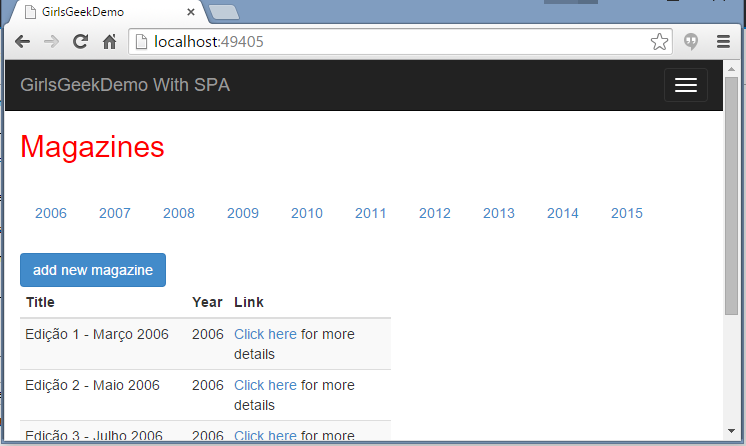 GirlsGeekDemo
localhost:49405
GirlsGeekDemo With SPA
Magazines
2006 2007 2008 2009 2010 2011 2012 2013 2014 2015
add new magazine
Title Year Link
Edição 1 - Março 2006 2006 Click here for more
details
Edição 2 - Maio 2006 2006 Click here for more
details
Edição 3 - Julho 2006 2006 Click here for more